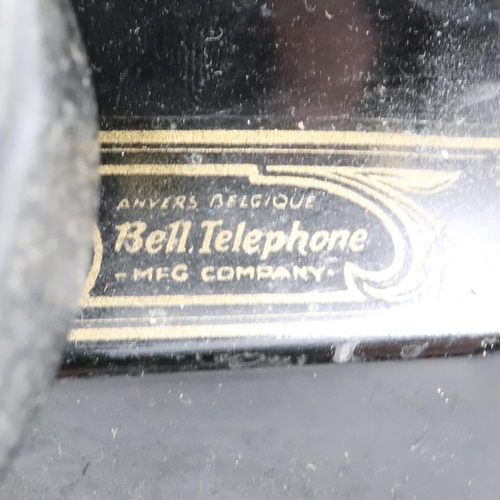 ANVERS BELGIQUE
Bell Telephone
- MFG COMPANY -